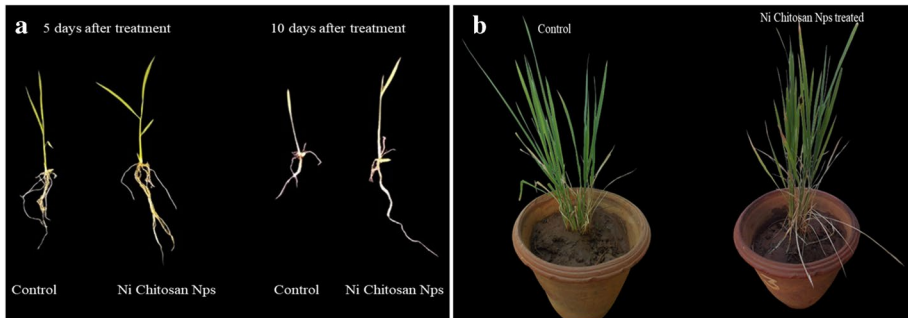 a
5 days after treatment
10 days after treatment
Control
Ni Chitosan Nps
Control
Ni Chitosan Nps
b
Control
Ni Chitosan Nps treated